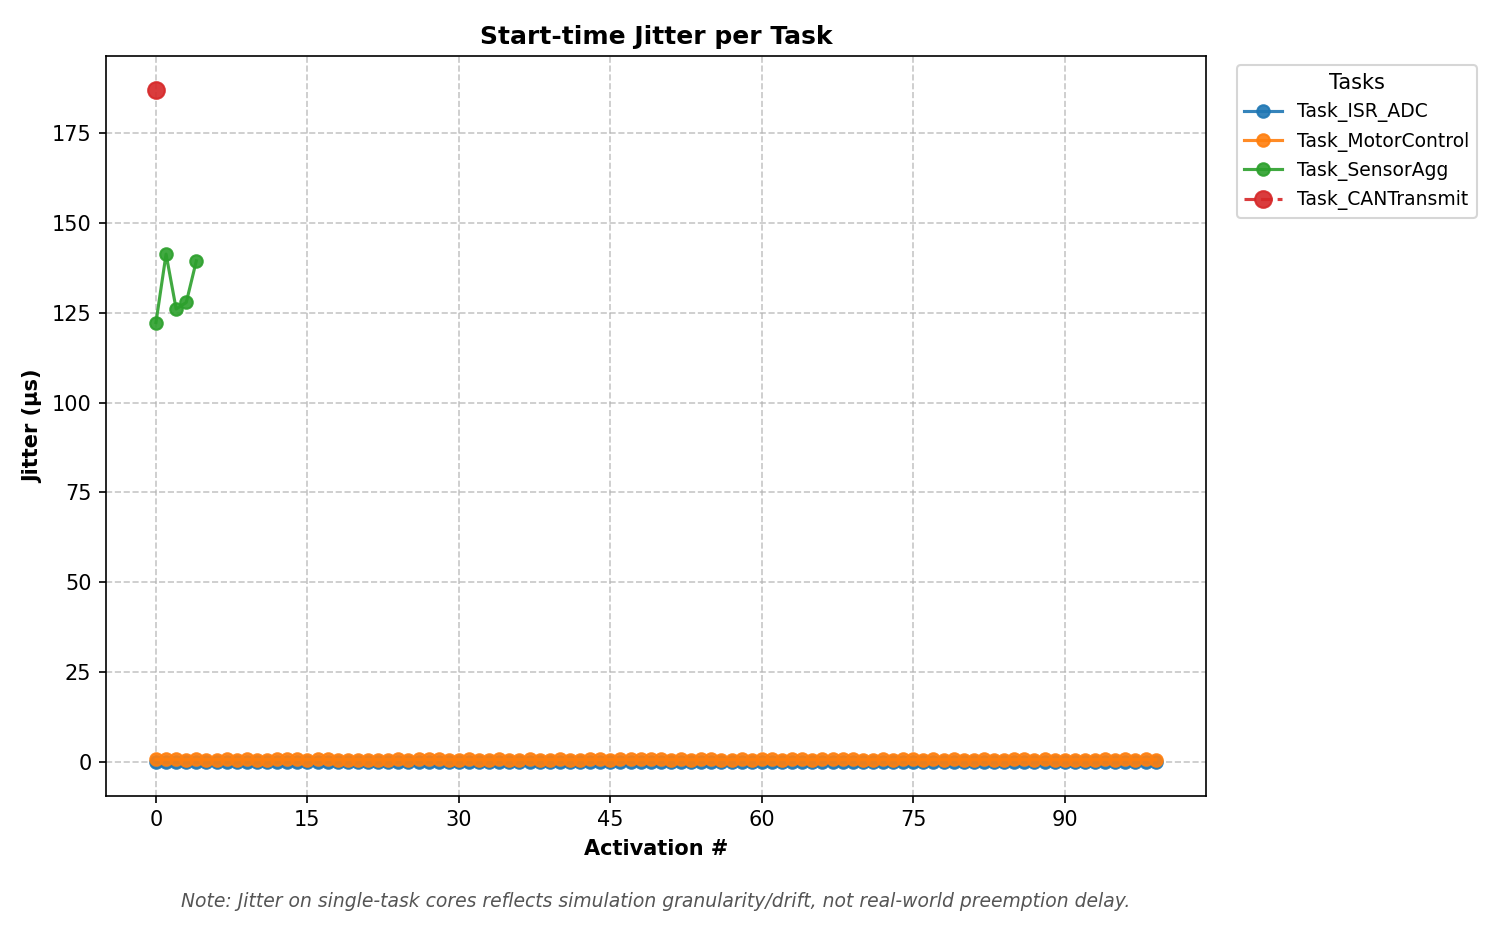 Start-time Jitter per Task
Tasks
Task_ISR_ADC
Task_MotorControl
Task_SensorAgg
Task_CANTransmit
Jitter (µs)
175
150
125
100
75
50
25
0
0 15 30 45 60 75 90
Activation #
Note: Jitter on single-task cores reflects simulation granularity/drift, not real-world preemption delay.